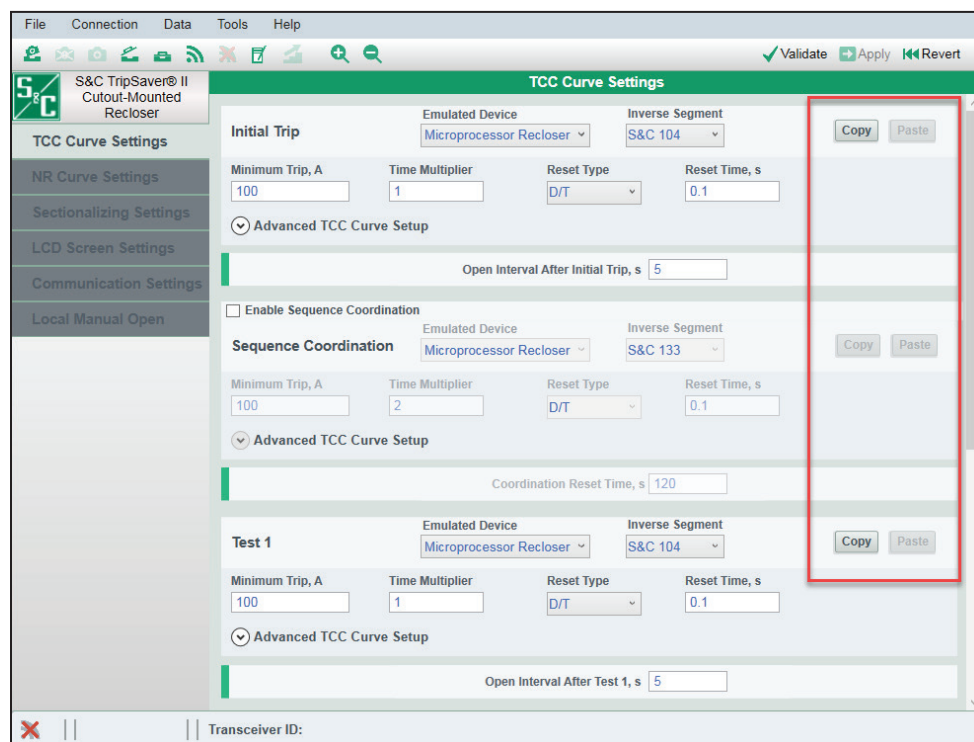 File Connection Data Tools Help
Validate Apply Revert
S&C
S&C TripSaver® II
Cutout-Mounted
Recloser
TCC Curve Settings
NR Curve Settings
Sectionalizing Settings
LCD Screen Settings
Communication Settings
Local Manual Open
TCC Curve Settings
Emulated Device Inverse Segment
Initial Trip Microprocessor Recloser S&C 104 Copy Paste
Minimum Trip, A Time Multiplier Reset Type Reset Time, s
100 1 D/T 0.1
Advanced TCC Curve Setup
Open Interval After Initial Trip, s 5
Enable Sequence Coordination
Emulated Device Inverse Segment
Sequence Coordination Microprocessor Recloser S&C 133 Copy Paste
Minimum Trip, A Time Multiplier Reset Type Reset Time, s
100 2 D/T 0.1
Advanced TCC Curve Setup
Coordination Reset Time, s 120
Emulated Device Inverse Segment
Test 1 Microprocessor Recloser S&C 104 Copy Paste
Minimum Trip, A Time Multiplier Reset Type Reset Time, s
100 1 D/T 0.1
Advanced TCC Curve Setup
Open Interval After Test 1, s 5
Transceiver ID: